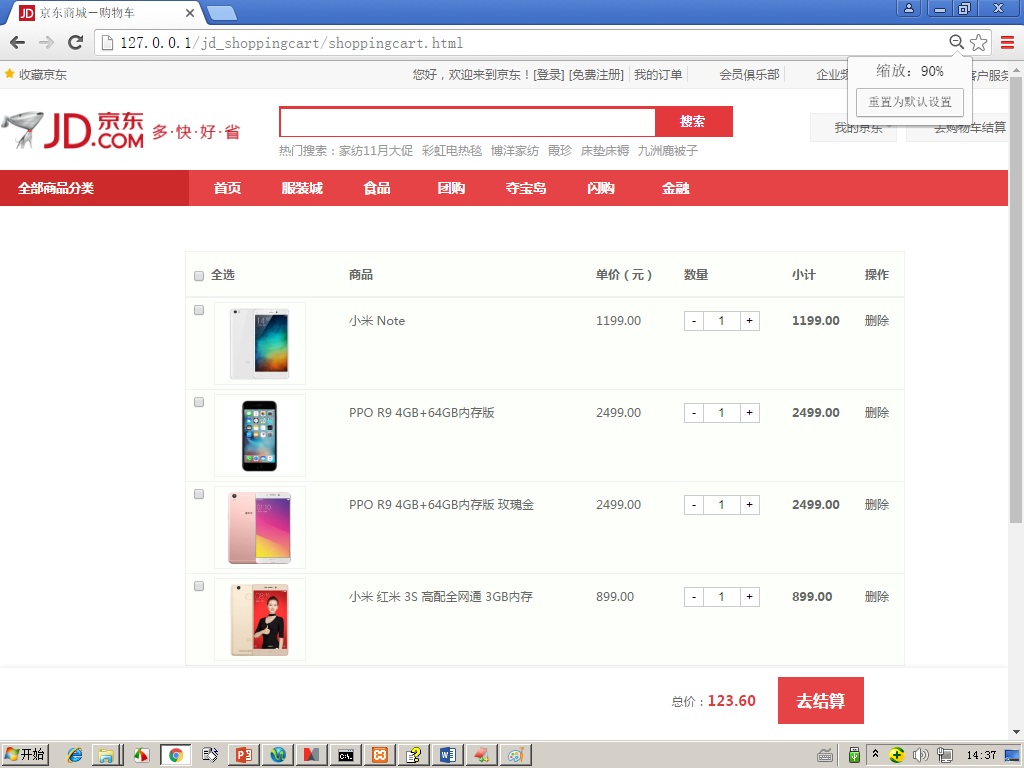 京东商城-购物车
127.0.0.1/jd_shoppingcart/shoppingcart.html
收藏京东 您好，欢迎来到京东！[登录] [免费注册] 我的订单 会员俱乐部 企业频 客户服务
缩放：90%
重置为默认设置
JD 京东 .COM 多·快·好·省
搜索
我的京东 去购物车结算
热门搜索：家纺11月大促 彩虹电热毯 博洋家纺 霞珍 床垫床褥 九洲鹿被子
全部商品分类 首页 服装城 食品 团购 夺宝岛 闪购 金融
全选 商品 单价（元） 数量 小计 操作
小米 Note 1199.00 - 1 + 1199.00 删除
PPO R9 4GB+64GB内存版 2499.00 - 1 + 2499.00 删除
PPO R9 4GB+64GB内存版 玫瑰金 2499.00 - 1 + 2499.00 删除
小米 红米 3S 高配全网通 3GB内存 899.00 - 1 + 899.00 删除
总价：123.60 去结算
开始 14:37